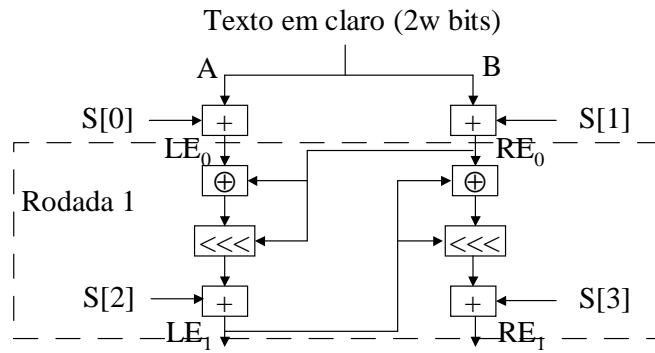 Texto em claro (2w bits)
A B
S[0] + + S[1]
LE₀ RE₀
⊕ ⊕
Rodada 1
<<< <<<
S[2] + + S[3]
LE₁ RE₁